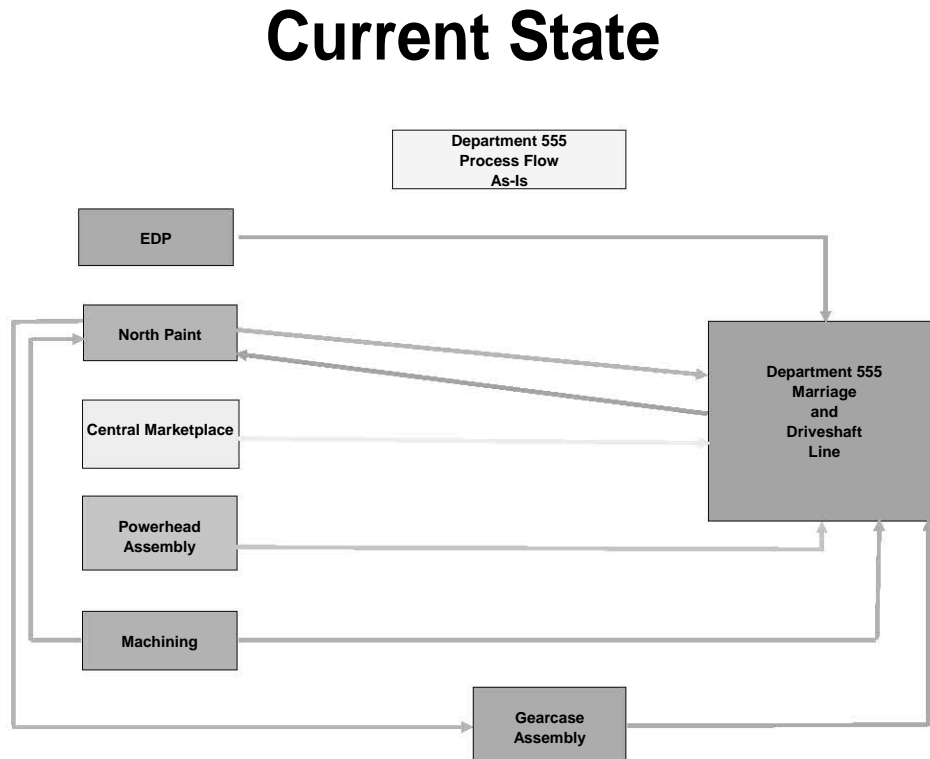 Current State
Department 555
Process Flow
As-Is
EDP
North Paint
Department 555
Marriage
and
Driveshaft
Line
Central Marketplace
Powerhead
Assembly
Machining
Gearcase
Assembly